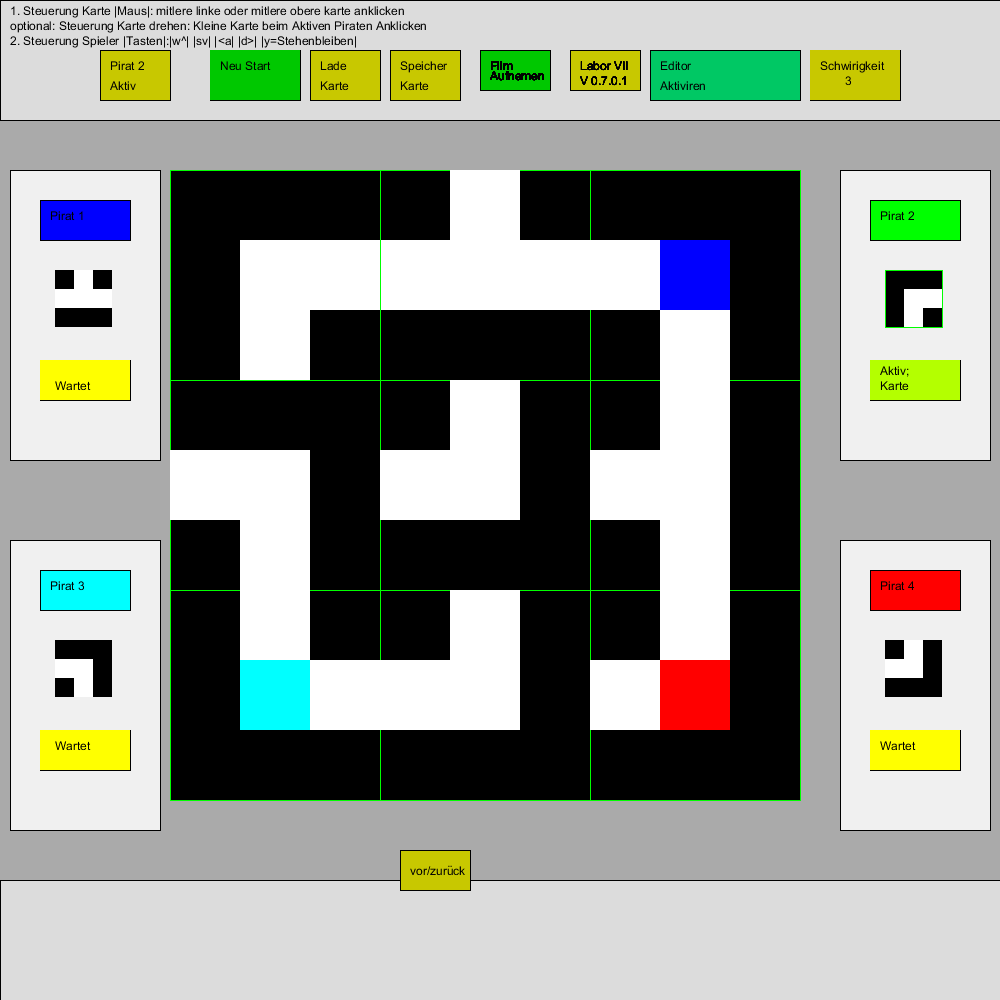 1. Steuerung Karte |Maus|: mitlere linke oder mitlere obere karte anklicken
optional: Steuerung Karte drehen: Kleine Karte beim Aktiven Piraten Anklicken
2. Steuerung Spieler |Tasten|:|w^| |sv| |<a| |d>| |y=Stehenbleiben|
Pirat 2
Aktiv
Neu Start
Lade
Karte
Speicher
Karte
Film
Aufnemen
Labor VII
V 0.7.0.1
Editor
Aktiviren
Schwirigkeit
3
Pirat 1
Wartet
Pirat 2
Aktiv;
Karte
Pirat 3
Wartet
Pirat 4
Wartet
vor/zurück